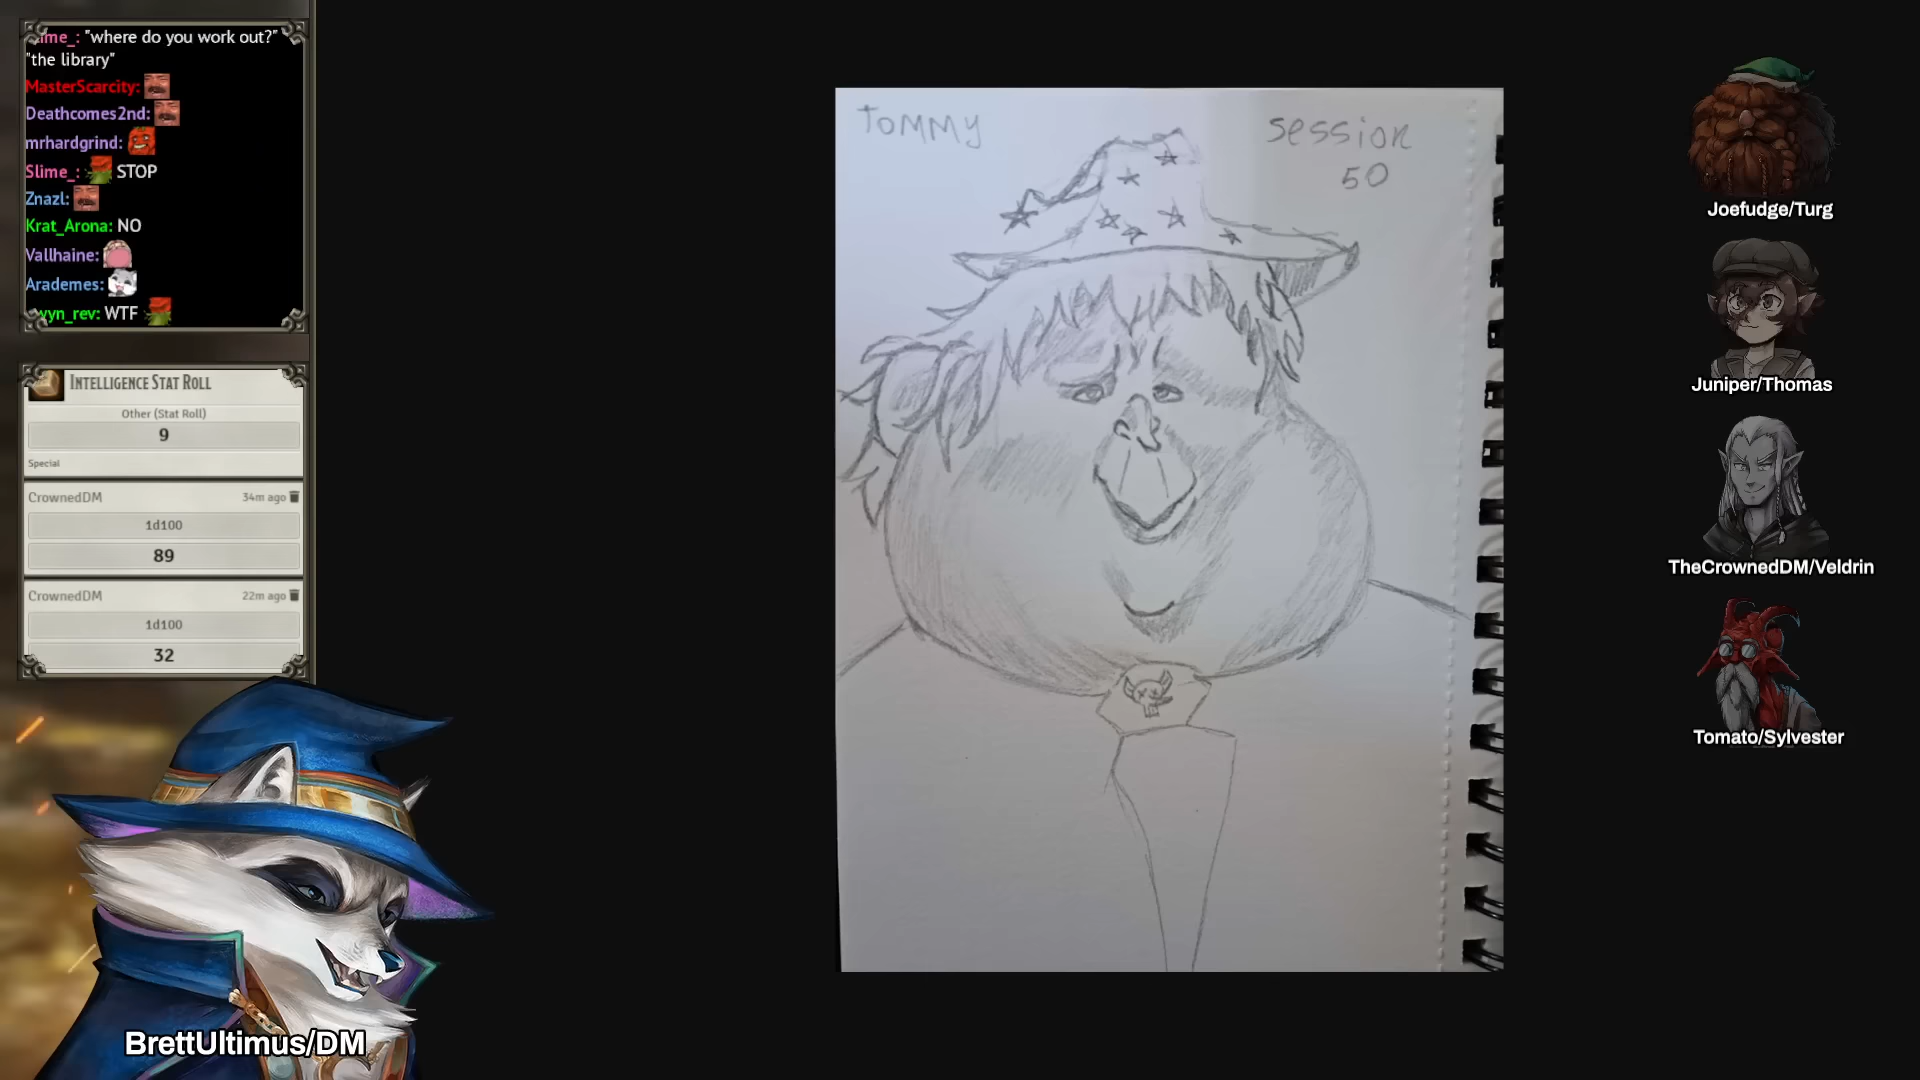 "where do you work out?"
"the library"
MasterScarcity:
Deathcomes2nd:
mrhardgrind:
Slime_: STOP
Znazl:
Krat_Arona: NO
Vallhaine:
Arademes:
WTF
INTELLIGENCE STAT ROLL
Other (Stat Roll)
9
Special
CrownedDM 34m ago
1d100
89
CrownedDM 22m ago
1d100
32
BrettUltimus/DM
TOMMY
session
50
Joefudge/Turg
Juniper/Thomas
TheCrownedDM/Veldrin
Tomato/Sylvester